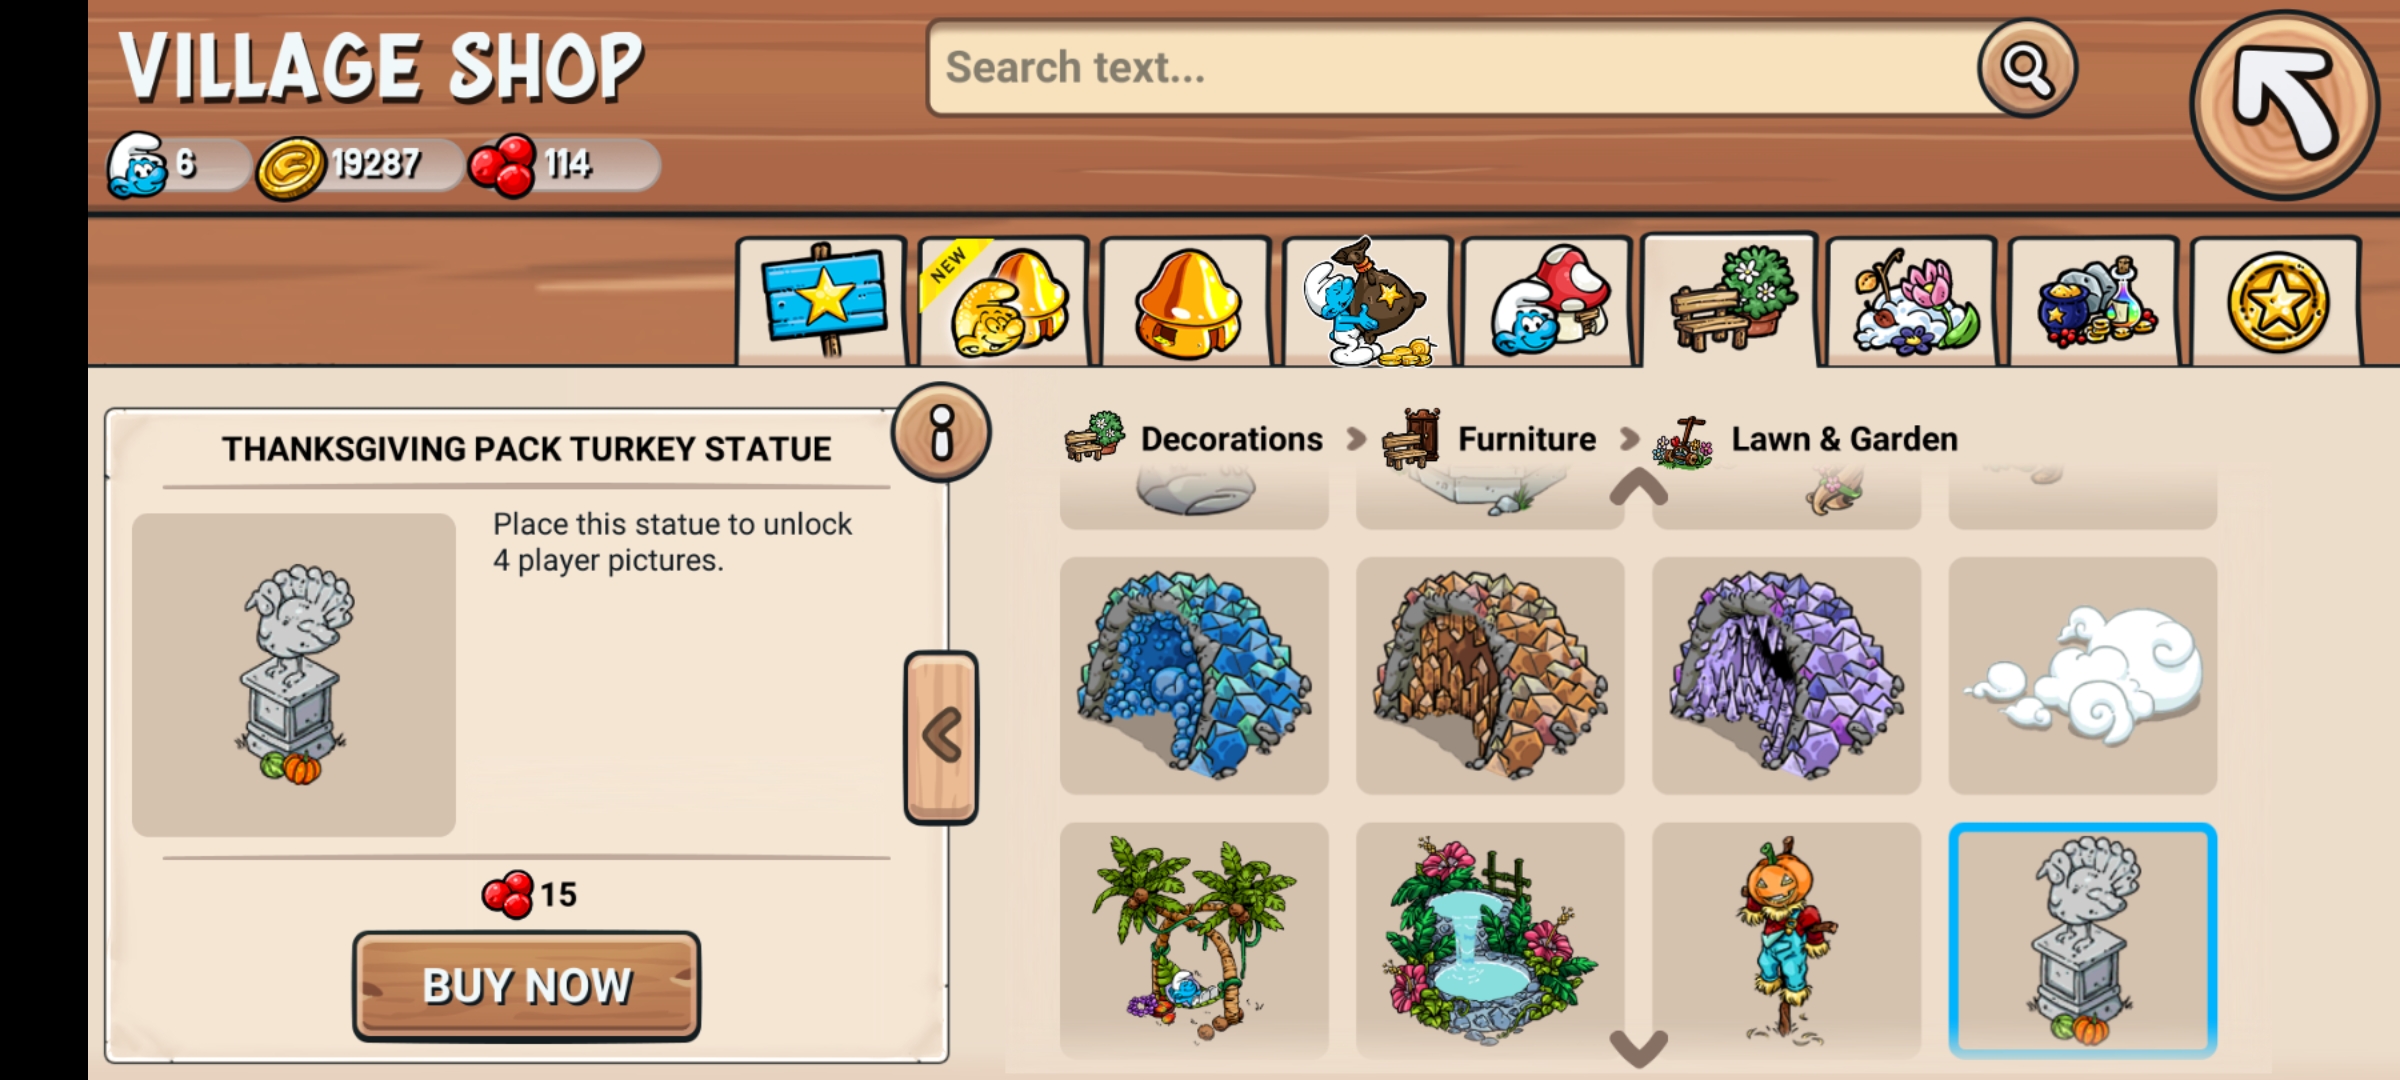 VILLAGE SHOP
Search text...
6
19287
114
NEW
THANKSGIVING PACK TURKEY STATUE
Place this statue to unlock
4 player pictures.
15
BUY NOW
Decorations > Furniture > Lawn & Garden